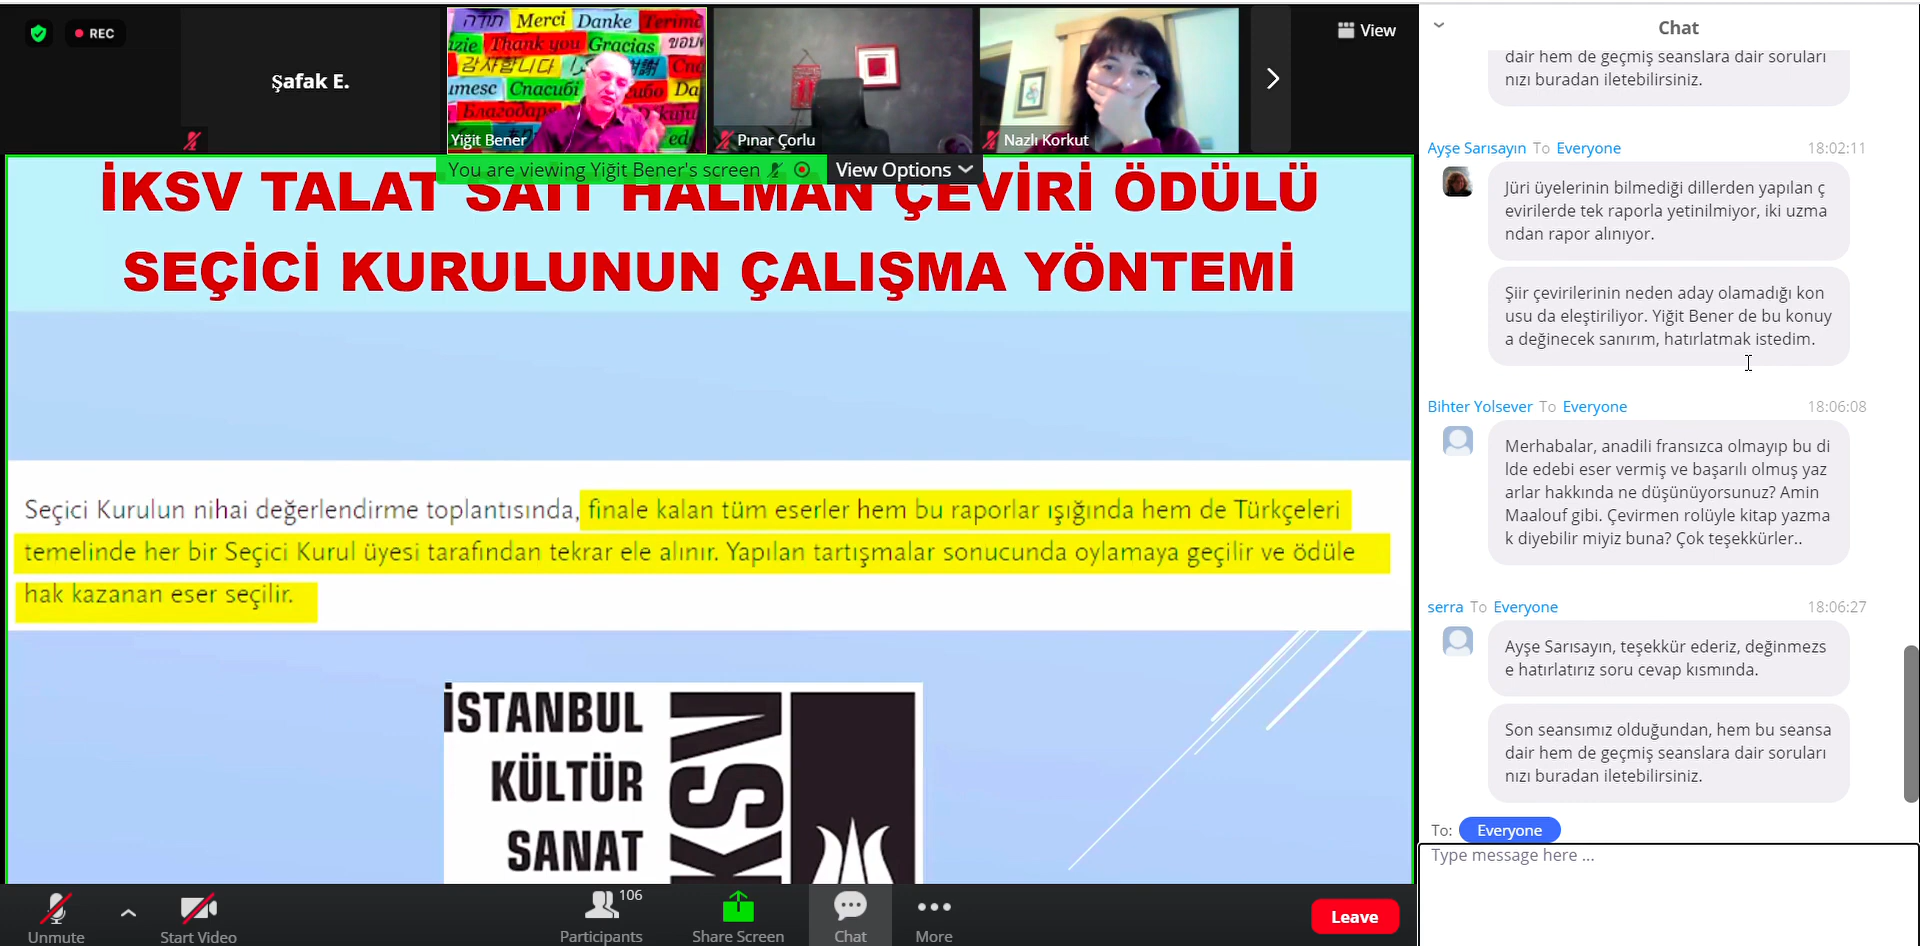 REC
Şafak E.
תודה Merci Danke
Thank you Gracias
감사합니다
Спасибі
Yiğit Bener
Pınar Çorlu
Nazlı Korkut
View
You are viewing Yiğit Bener's screen
View Options
İKSV TALAT SAİT HALMAN ÇEVİRİ ÖDÜLÜ
SEÇİCİ KURULUNUN ÇALIŞMA YÖNTEMİ
Seçici Kurulun nihai değerlendirme toplantısında, finale kalan tüm eserler hem bu raporlar ışığında hem de Türkçeleri
temelinde her bir Seçici Kurul üyesi tarafından tekrar ele alınır. Yapılan tartışmalar sonucunda oylamaya geçilir ve ödüle
hak kazanan eser seçilir.
İSTANBUL
KÜLTÜR
SANAT
İKSV
Unmute
Start Video
Participants
106
Share Screen
Chat
More
Leave
Chat
dair hem de geçmiş seanslara dair soruları
nızı buradan iletebilirsiniz.
Ayşe Sarısayın To Everyone 18:02:11
Jüri üyelerinin bilmediği dillerden yapılan ç
evirilerde tek raporla yetinilmiyor, iki uzma
ndan rapor alınıyor.
Şiir çevirilerinin neden aday olamadığı kon
usu da eleştiriliyor. Yiğit Bener de bu konuy
a değinecek sanırım, hatırlatmak istedim.
Bihter Yolsever To Everyone 18:06:08
Merhabalar, anadili fransızca olmayıp bu di
lde edebi eser vermiş ve başarılı olmuş yaz
arlar hakkında ne düşünüyorsunuz? Amin
Maalouf gibi. Çevirmen rolüyle kitap yazma
k diyebilir miyiz buna? Çok teşekkürler..
serra To Everyone 18:06:27
Ayşe Sarısayın, teşekkür ederiz, değinmezs
e hatırlatırız soru cevap kısmında.
Son seansımız olduğundan, hem bu seansa
dair hem de geçmiş seanslara dair soruları
nızı buradan iletebilirsiniz.
To: Everyone
Type message here ...